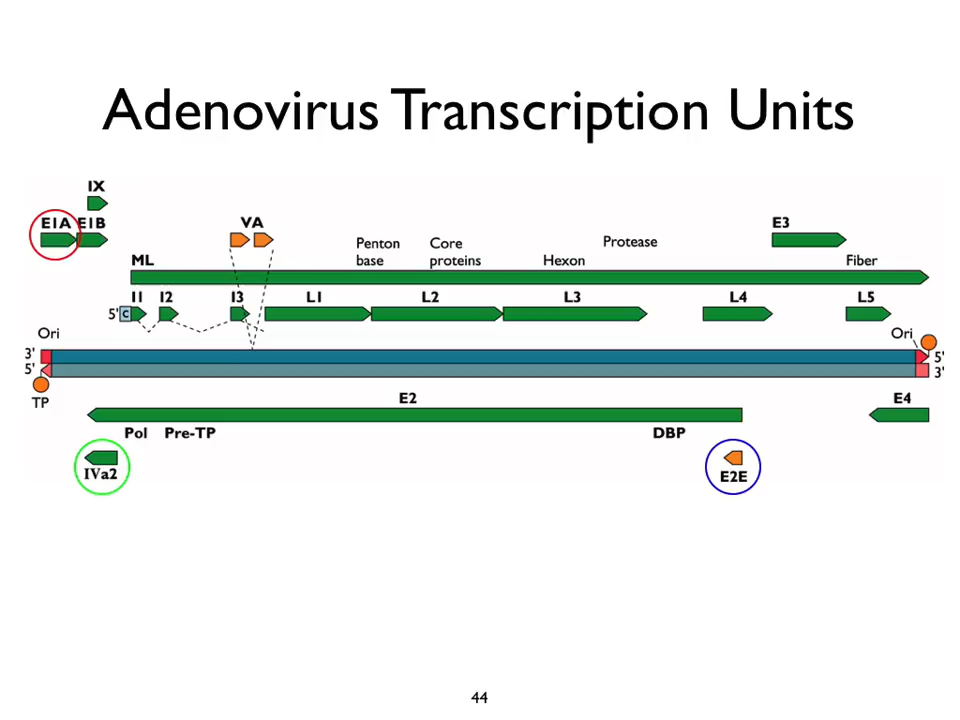 Adenovirus Transcription Units
IX
E1A E1B VA E3
Penton Core Protease
base proteins Hexon Fiber
ML
I1 I2 I3 L1 L2 L3 L4 L5
5' C
Ori Ori
3' 5'
5' 3'
TP
E2 E4
Pol Pre-TP DBP
IVa2 E2E
44